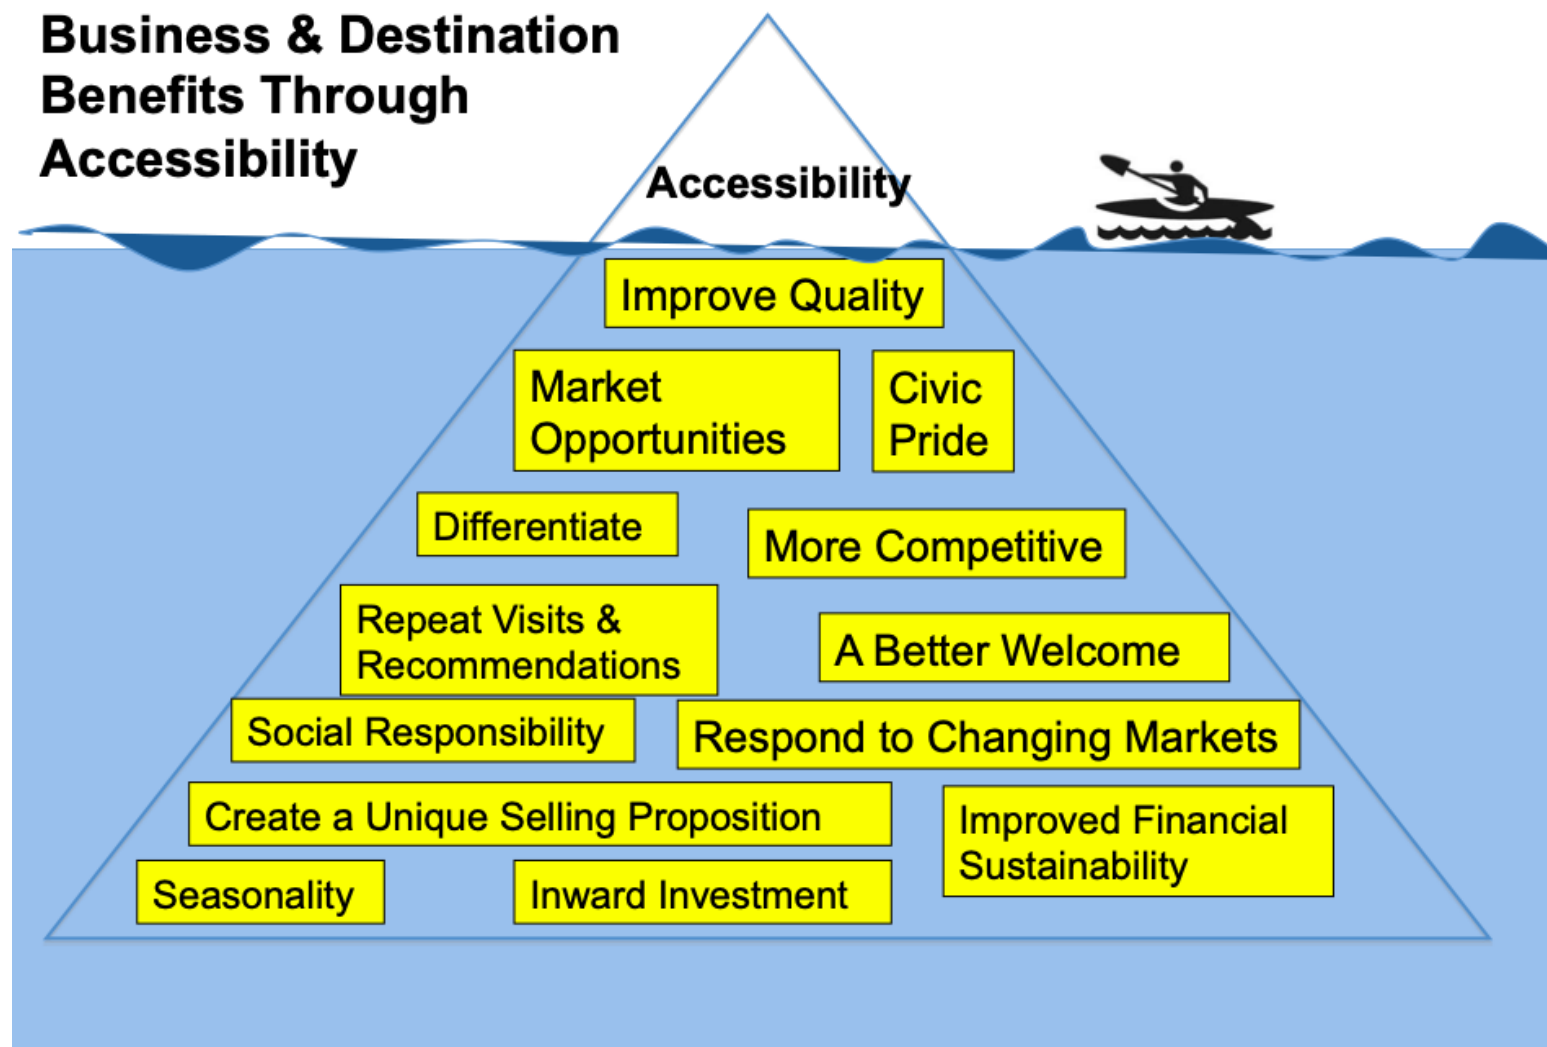 Business & Destination
Benefits Through
Accessibility
Accessibility
Improve Quality
Market
Opportunities
Civic
Pride
Differentiate
More Competitive
Repeat Visits &
Recommendations
A Better Welcome
Social Responsibility
Respond to Changing Markets
Create a Unique Selling Proposition
Improved Financial
Sustainability
Seasonality
Inward Investment